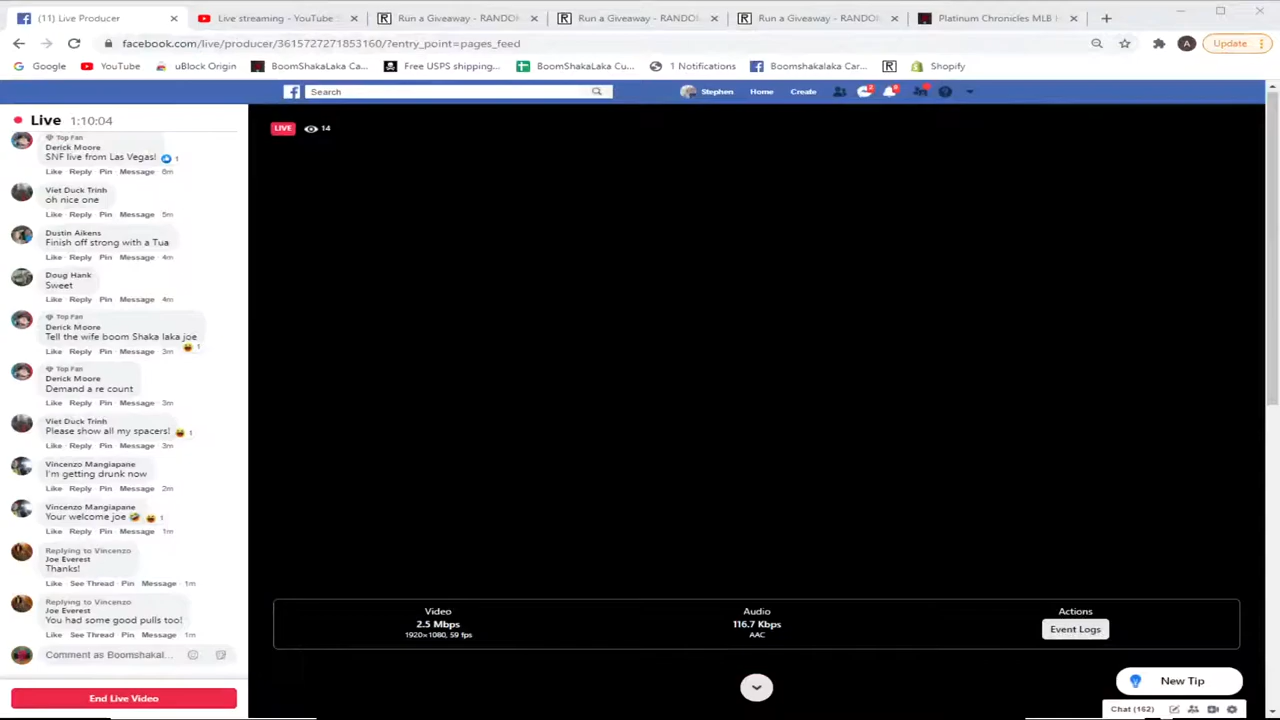 (1) Live Producer
Live streaming - YouTube S
Run a Giveaway - RANDO
Run a Giveaway - RANDO
Run a Giveaway - RANDO
Platinum Chronicles MLB
facebook.com/live/producer/3615727271853160/?entry_point=pages_feed
A
Update
Google
YouTube
uBlock Origin
BoomShakaLaka Ca...
Free USPS shipping...
BoomShakaLaka Cu...
1 Notifications
Boomshakalaka Car...
Shopify
Search
Stephen
Home
Create
Live 1:10:04
LIVE 14
Top Fan
Derick Moore
SNF live from Las Vegas!
1
Like · Reply · Pin · Message · 6m
Viet Duck Trinh
oh nice one
Like · Reply · Pin · Message · 5m
Dustin Aikens
Finish off strong with a Tua
Like · Reply · Pin · Message · 4m
Doug Hank
Sweet
Like · Reply · Pin · Message · 4m
Top Fan
Derick Moore
Tell the wife boom Shaka laka joe
1
Like · Reply · Pin · Message · 3m
Top Fan
Derick Moore
Demand a re count
Like · Reply · Pin · Message · 3m
Viet Duck Trinh
Please show all my spacers!
1
Like · Reply · Pin · Message · 3m
Vincenzo Mangiapane
I'm getting drunk now
Like · Reply · Pin · Message · 2m
Vincenzo Mangiapane
Your welcome joe
1
Like · Reply · Pin · Message · 1m
Replying to Vincenzo
Joe Everest
Thanks!
Like · See Thread · Pin · Message · 1m
Replying to Vincenzo
Joe Everest
You had some good pulls too!
Like · See Thread · Pin · Message · 1m
Comment as Boomshakal...
End Live Video
Video
2.5 Mbps
1920×1080, 59 fps
Audio
116.7 Kbps
AAC
Actions
Event Logs
New Tip
Chat (162)